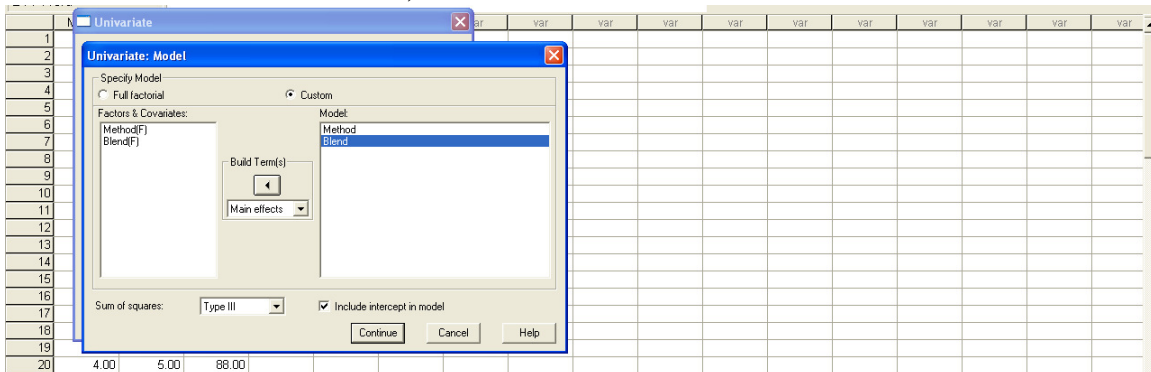 Univariate
ar var var var var var var var var var var
1
2
3
4
5
6
7
8
9
10
11
12
13
14
15
16
17
18
19
20 4.00 5.00 88.00
Univariate: Model
Specify Model
Full factorial Custom
Factors & Covariates: Model:
Method(F) Method
Blend(F) Blend
Build Term(s)
Main effects
Sum of squares: Type III Include intercept in model
Continue Cancel Help